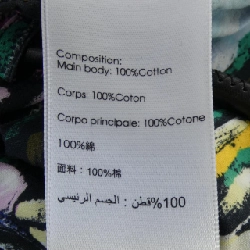 Composition:
Main body: 100%Cotton
Corps: 100%Coton
Corpo principale: 100%Cotone
100%綿
面料：100%棉
100% قطن : الجسم الرئيسي